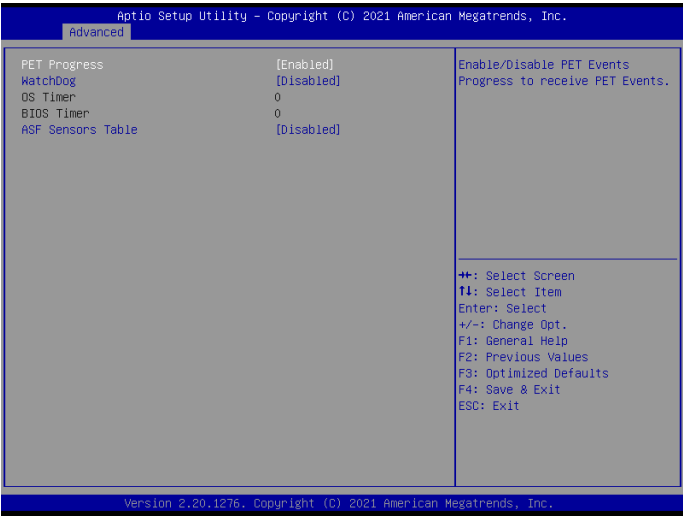 Aptio Setup Utility – Copyright (C) 2021 American Megatrends, Inc.
Advanced
PET Progress [Enabled]
WatchDog [Disabled]
OS Timer 0
BIOS Timer 0
ASF Sensors Table [Disabled]
Enable/Disable PET Events
Progress to receive PET Events.
→←: Select Screen
↑↓: Select Item
Enter: Select
+/-: Change Opt.
F1: General Help
F2: Previous Values
F3: Optimized Defaults
F4: Save & Exit
ESC: Exit
Version 2.20.1276. Copyright (C) 2021 American Megatrends, Inc.